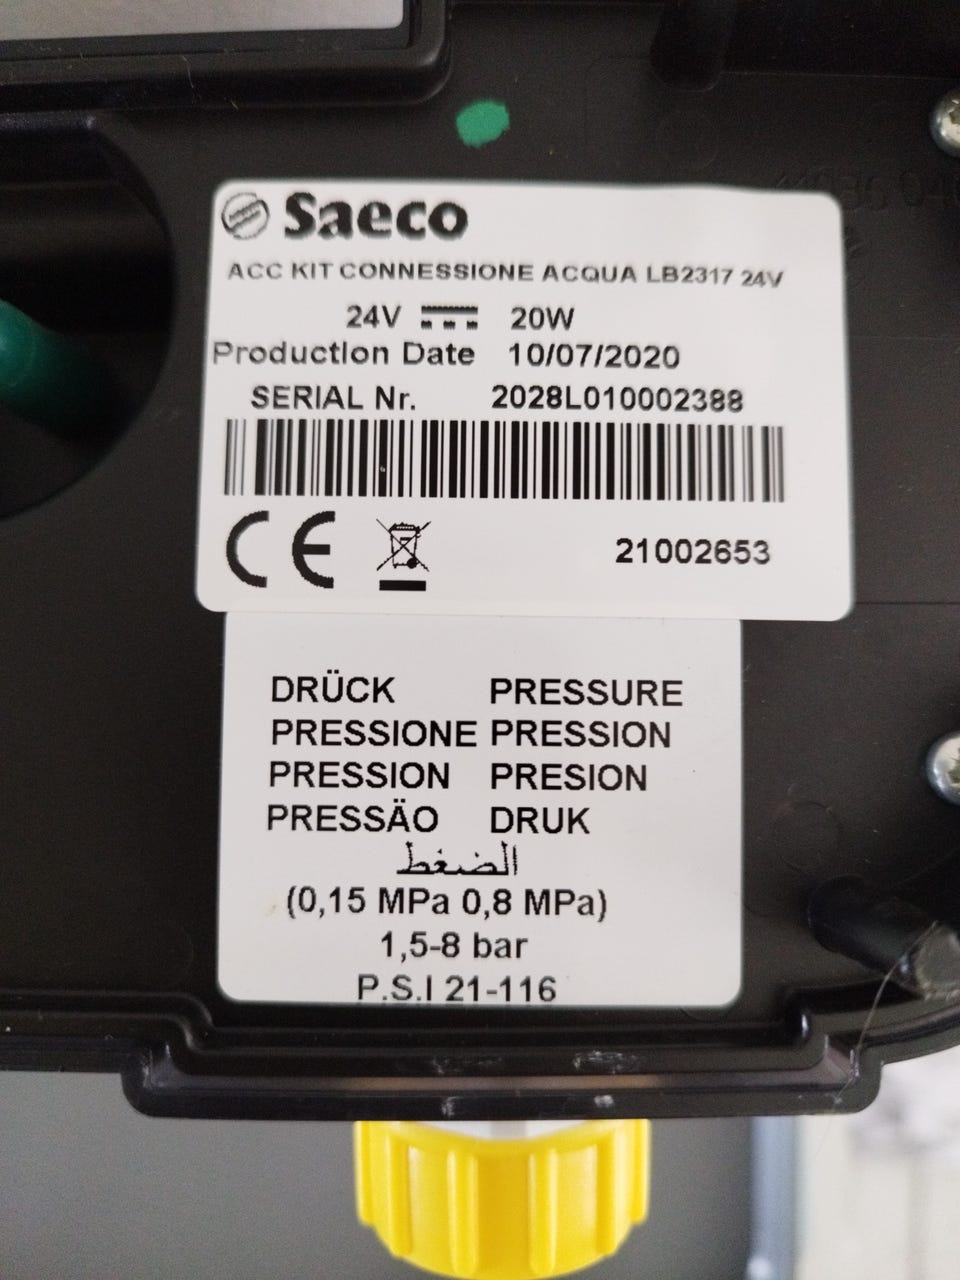 Saeco
ACC KIT CONNESSIONE ACQUA LB2317 24V
24V 20W
Production Date 10/07/2020
SERIAL Nr. 2028L010002388
CE
21002653
DRÜCK PRESSURE
PRESSIONE PRESSION
PRESSION PRESION
PRESSÄO DRUK
الضغط
(0,15 MPa 0,8 MPa)
1,5-8 bar
P.S.I 21-116